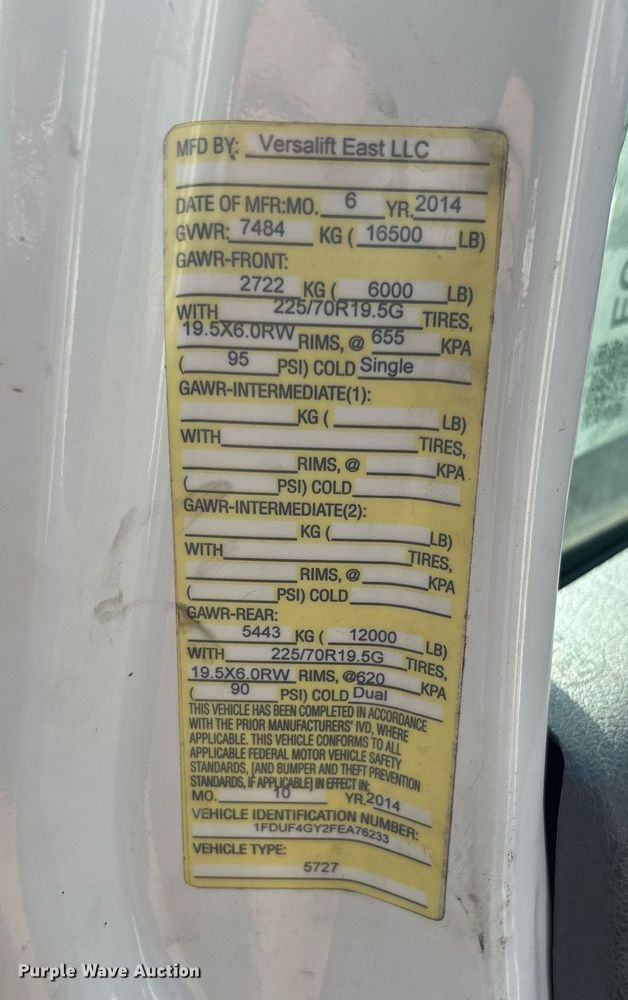 MFD BY: Versalift East LLC
DATE OF MFR:MO. 6 YR. 2014
GVWR: 7484 KG ( 16500 LB)
GAWR-FRONT:
2722 KG ( 6000 LB)
WITH 225/70R19.5G TIRES,
19.5X6.0RW RIMS, @ 655 KPA
( 95 PSI) COLD Single
GAWR-INTERMEDIATE(1):
KG ( LB)
WITH TIRES,
RIMS, @ KPA
( PSI) COLD
GAWR-INTERMEDIATE(2):
KG ( LB)
WITH TIRES,
RIMS, @ KPA
( PSI) COLD
GAWR-REAR:
5443 KG ( 12000 LB)
WITH 225/70R19.5G TIRES,
19.5X6.0RW RIMS, @620 KPA
( 90 PSI) COLD Dual
THIS VEHICLE HAS BEEN COMPLETED IN ACCORDANCE
WITH THE PRIOR MANUFACTURERS' IVD, WHERE
APPLICABLE. THIS VEHICLE CONFORMS TO ALL
APPLICABLE FEDERAL MOTOR VEHICLE SAFETY
STANDARDS, [AND BUMPER AND THEFT PREVENTION
STANDARDS, IF APPLICABLE] IN EFFECT IN:
MO. 10 YR. 2014
VEHICLE IDENTIFICATION NUMBER:
1FDUF4GY2FEA76233
VEHICLE TYPE:
5727
Purple Wave Auction